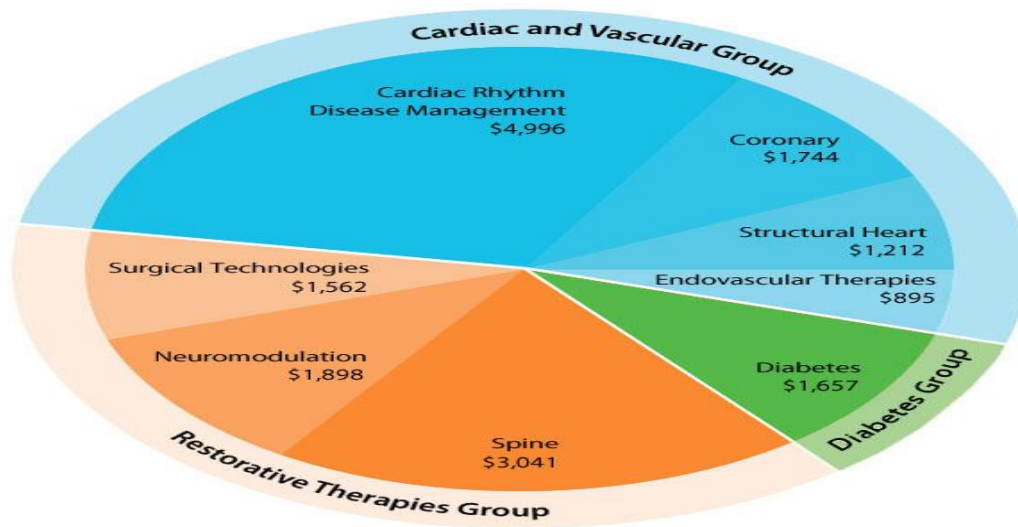 Cardiac and Vascular Group
Cardiac Rhythm
Disease Management
$4,996
Coronary
$1,744
Structural Heart
$1,212
Endovascular Therapies
$895
Surgical Technologies
$1,562
Neuromodulation
$1,898
Spine
$3,041
Diabetes
$1,657
Diabetes Group
Restorative Therapies Group